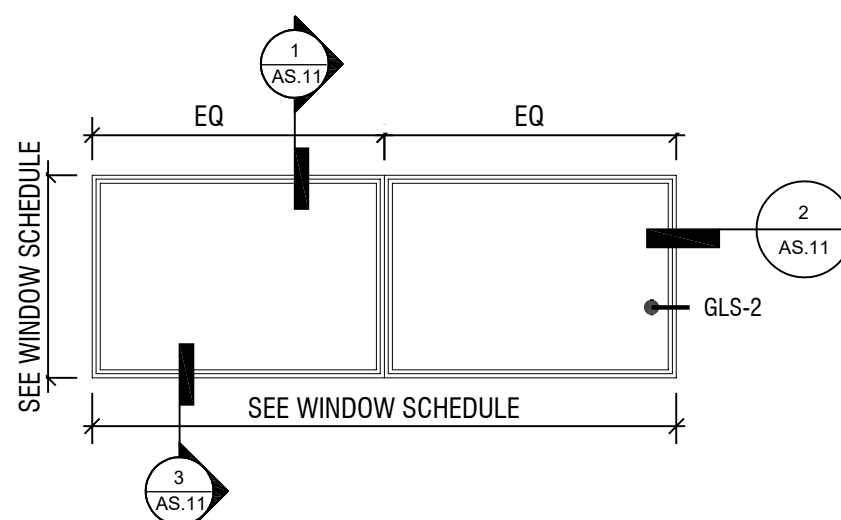 1
AS.11
EQ
EQ
SEE WINDOW SCHEDULE
2
AS.11
GLS-2
SEE WINDOW SCHEDULE
3
AS.11